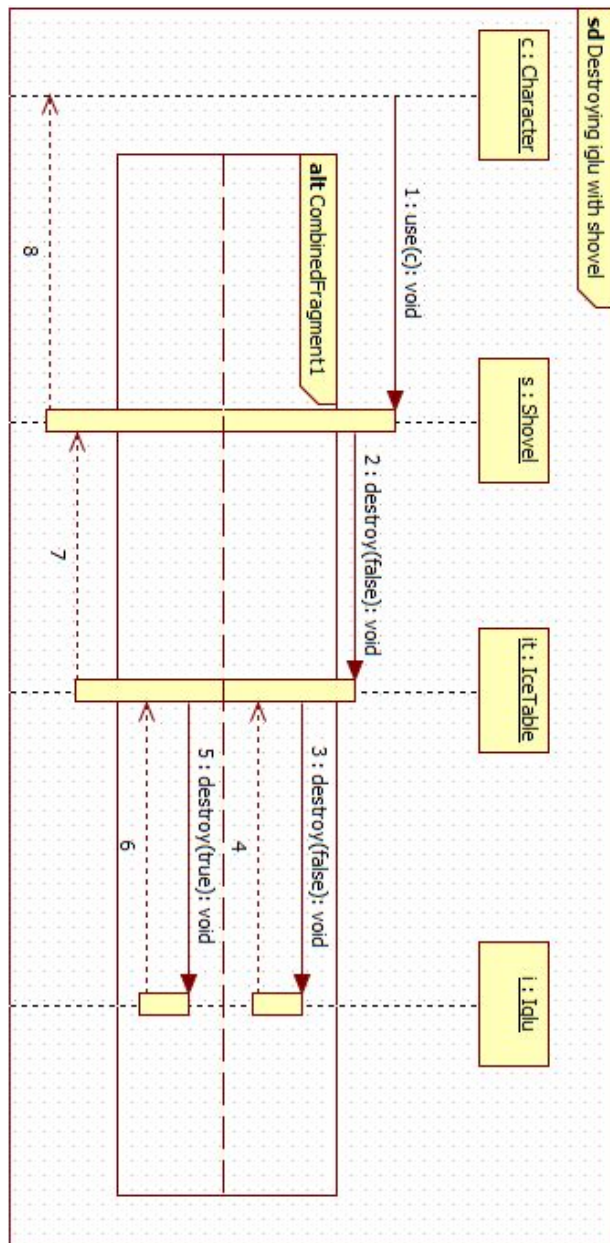 sd Destroying iglu with shovel
c : Character
s : Shovel
it : IceTable
i : Iglu
1 : use(c): void
2 : destroy(false): void
alt CombinedFragment1
3 : destroy(false): void
4
5 : destroy(true): void
6
7
8